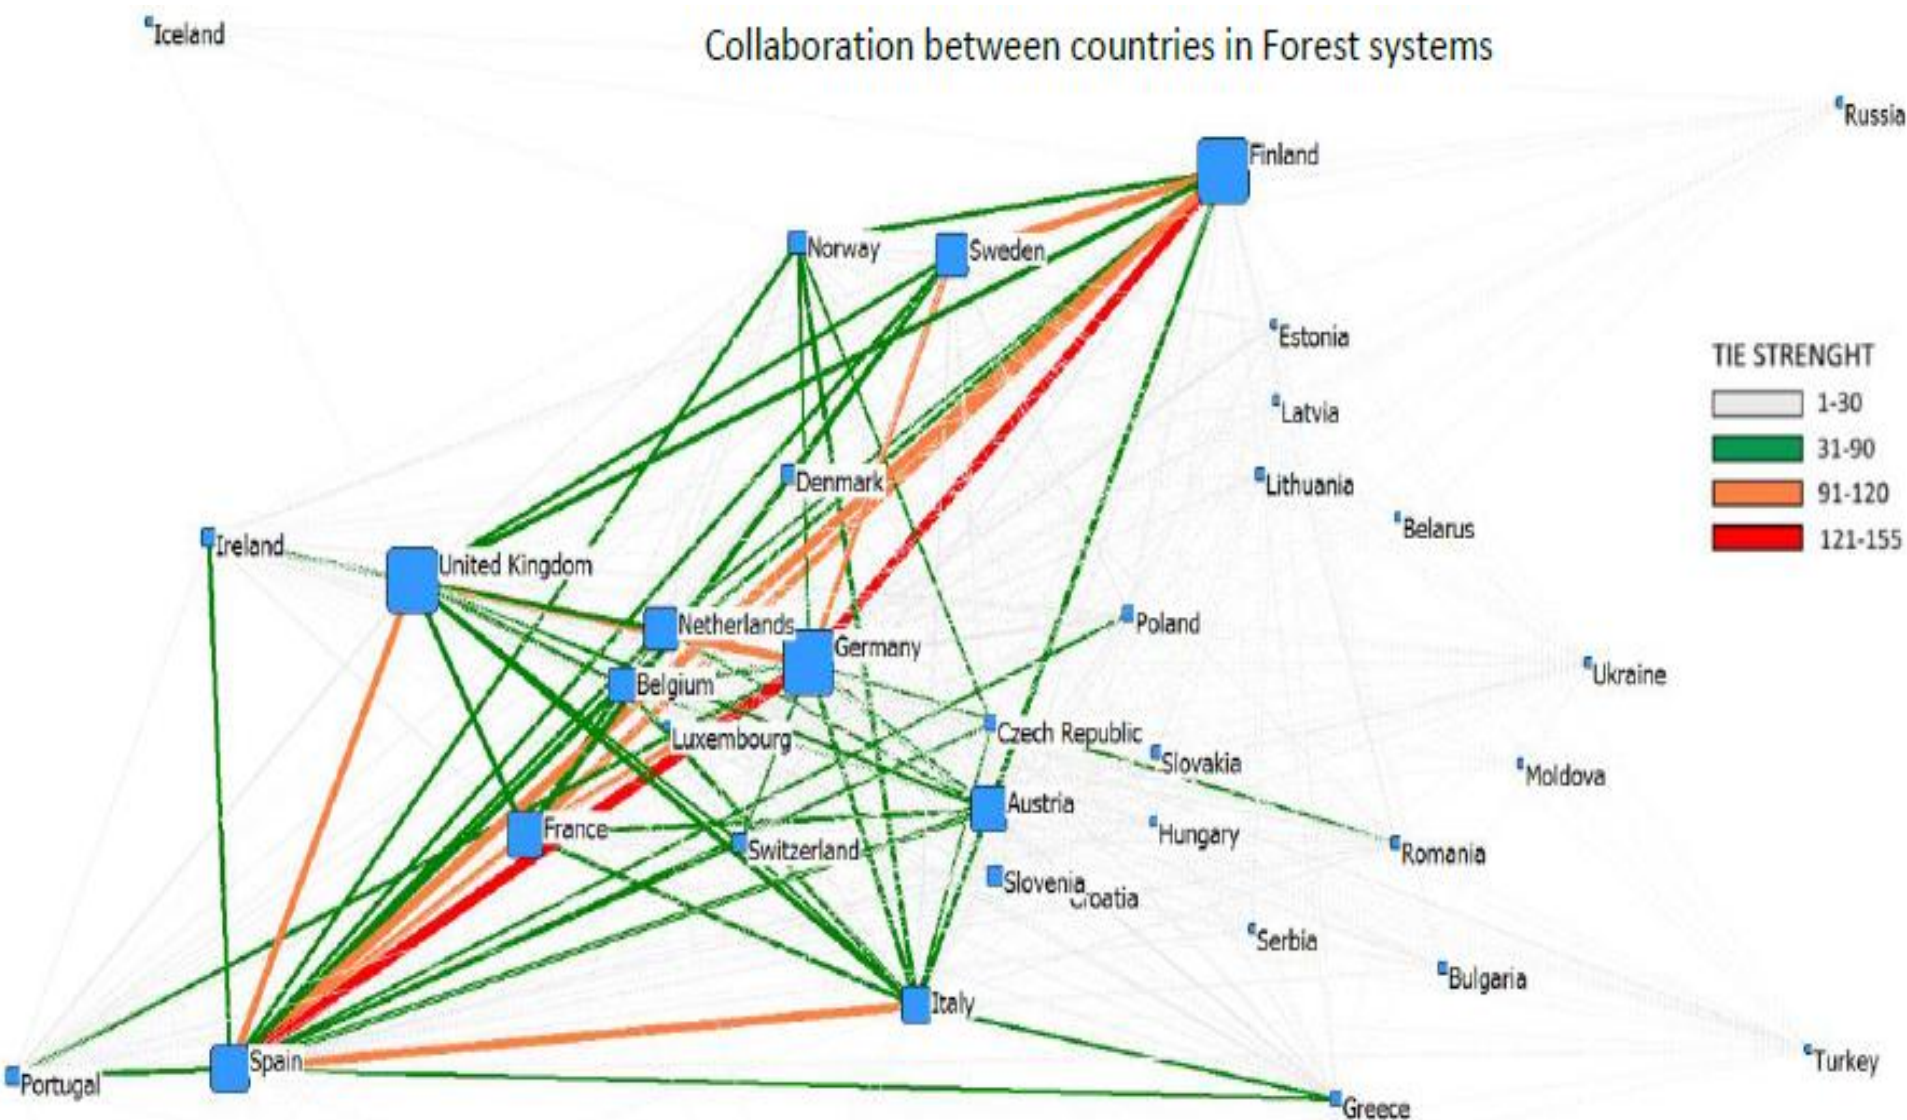 Iceland
Collaboration between countries in Forest systems
Russia
Finland
Norway
Sweden
Estonia
TIE STRENGHT
1-30
31-90
91-120
121-155
Latvia
Denmark
Lithuania
Belarus
Ireland
United Kingdom
Netherlands
Poland
Germany
Ukraine
Belgium
Luxembourg
Czech Republic
Slovakia
Moldova
Austria
France
Hungary
Switzerland
Romania
Slovenia
roatia
Serbia
Bulgaria
Italy
Spain
Turkey
Portugal
Greece